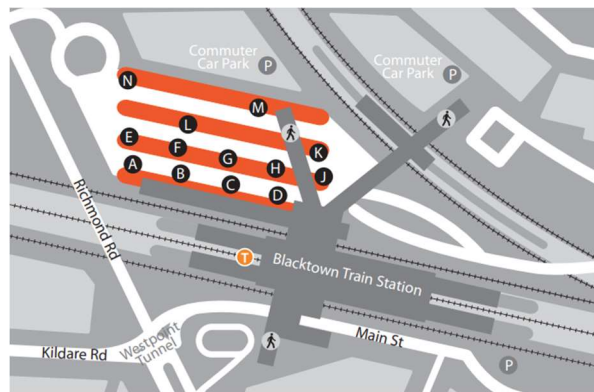 Commuter
Car Park
P
Commuter
Car Park
P
N
M
L
E
F
G
H
K
A
B
C
D
J
Richmond Rd
T
Blacktown Train Station
Main St
Kildare Rd
Westpoint
Tunnel
P